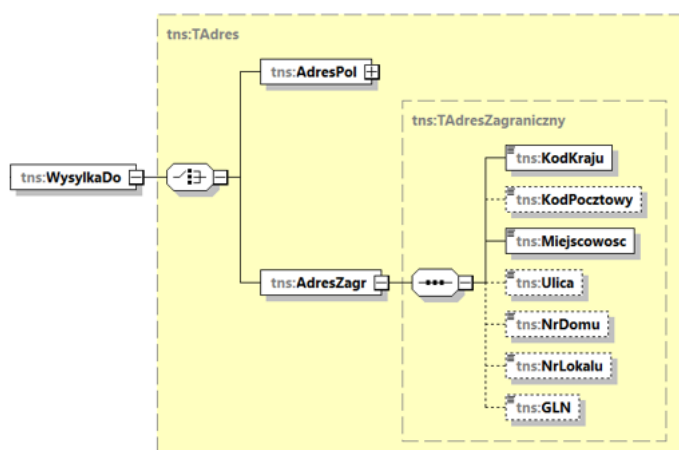 tns:TAdres
tns:AdresPol
tns:TAdresZagraniczny
tns:KodKraju
tns:WysylkaDo
tns:KodPocztowy
tns:Miejscowosc
tns:AdresZagr
tns:Ulica
tns:NrDomu
tns:NrLokalu
tns:GLN